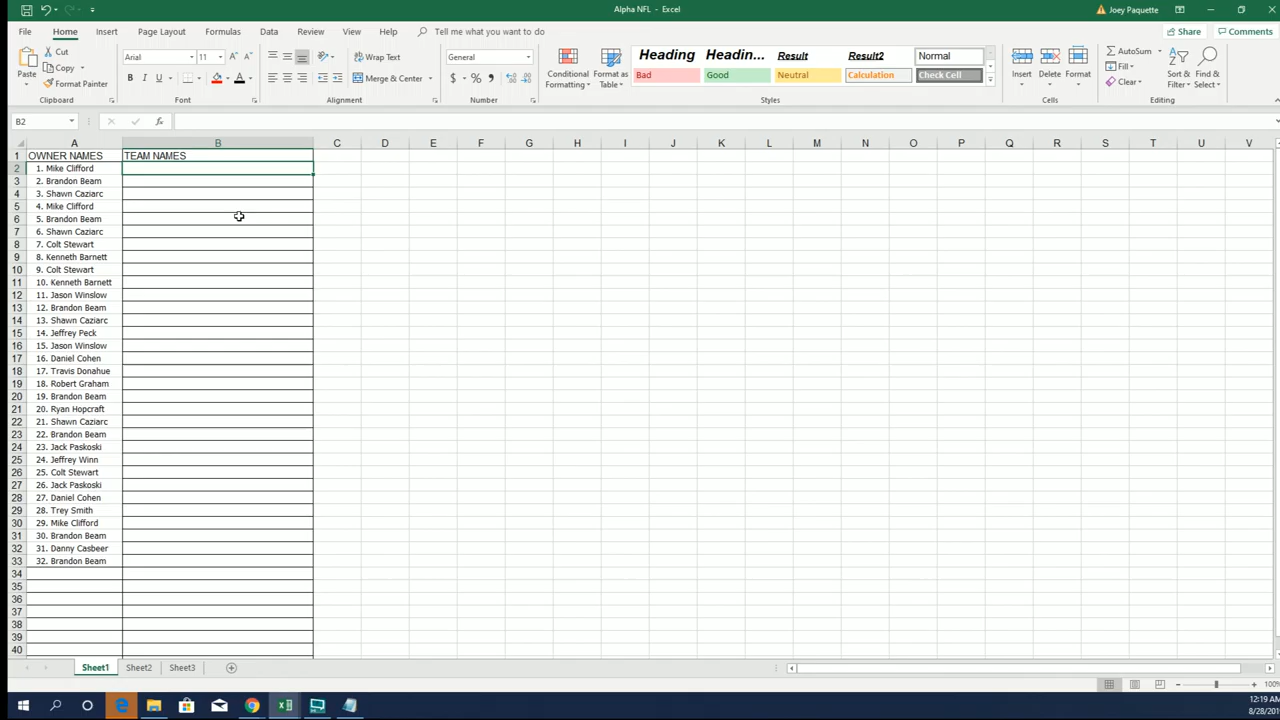 Alpha NFL - Excel
Joey Paquette
File Home Insert Page Layout Formulas Data Review View Help Tell me what you want to do Share Comments
Paste Cut Copy Format Painter Clipboard
Arial 11 B I U A Font
Wrap Text Merge & Center Alignment
General $ % , Number
Conditional Formatting Format as Table
Heading Headin... Result Result2 Normal
Bad Good Neutral Calculation Check Cell
Styles
Insert Delete Format Cells
AutoSum Fill Clear Sort & Filter Find & Select Editing
B2 fx
A B C D E F G H I J K L M N O P Q R S T U V
1 OWNER NAMES TEAM NAMES
2 1. Mike Clifford
3 2. Brandon Beam
4 3. Shawn Caziarc
5 4. Mike Clifford
6 5. Brandon Beam
7 6. Shawn Caziarc
8 7. Colt Stewart
9 8. Kenneth Barnett
10 9. Colt Stewart
11 10. Kenneth Barnett
12 11. Jason Winslow
13 12. Brandon Beam
14 13. Shawn Caziarc
15 14. Jeffrey Peck
16 15. Jason Winslow
17 16. Daniel Cohen
18 17. Travis Donahue
19 18. Robert Graham
20 19. Brandon Beam
21 20. Ryan Hopcraft
22 21. Shawn Caziarc
23 22. Brandon Beam
24 23. Jack Paskoski
25 24. Jeffrey Winn
26 25. Colt Stewart
27 26. Jack Paskoski
28 27. Daniel Cohen
29 28. Trey Smith
30 29. Mike Clifford
31 30. Brandon Beam
32 31. Danny Casbeer
33 32. Brandon Beam
34
35
36
37
38
39
40
Sheet1 Sheet2 Sheet3
100%
12:19 AM
8/28/20